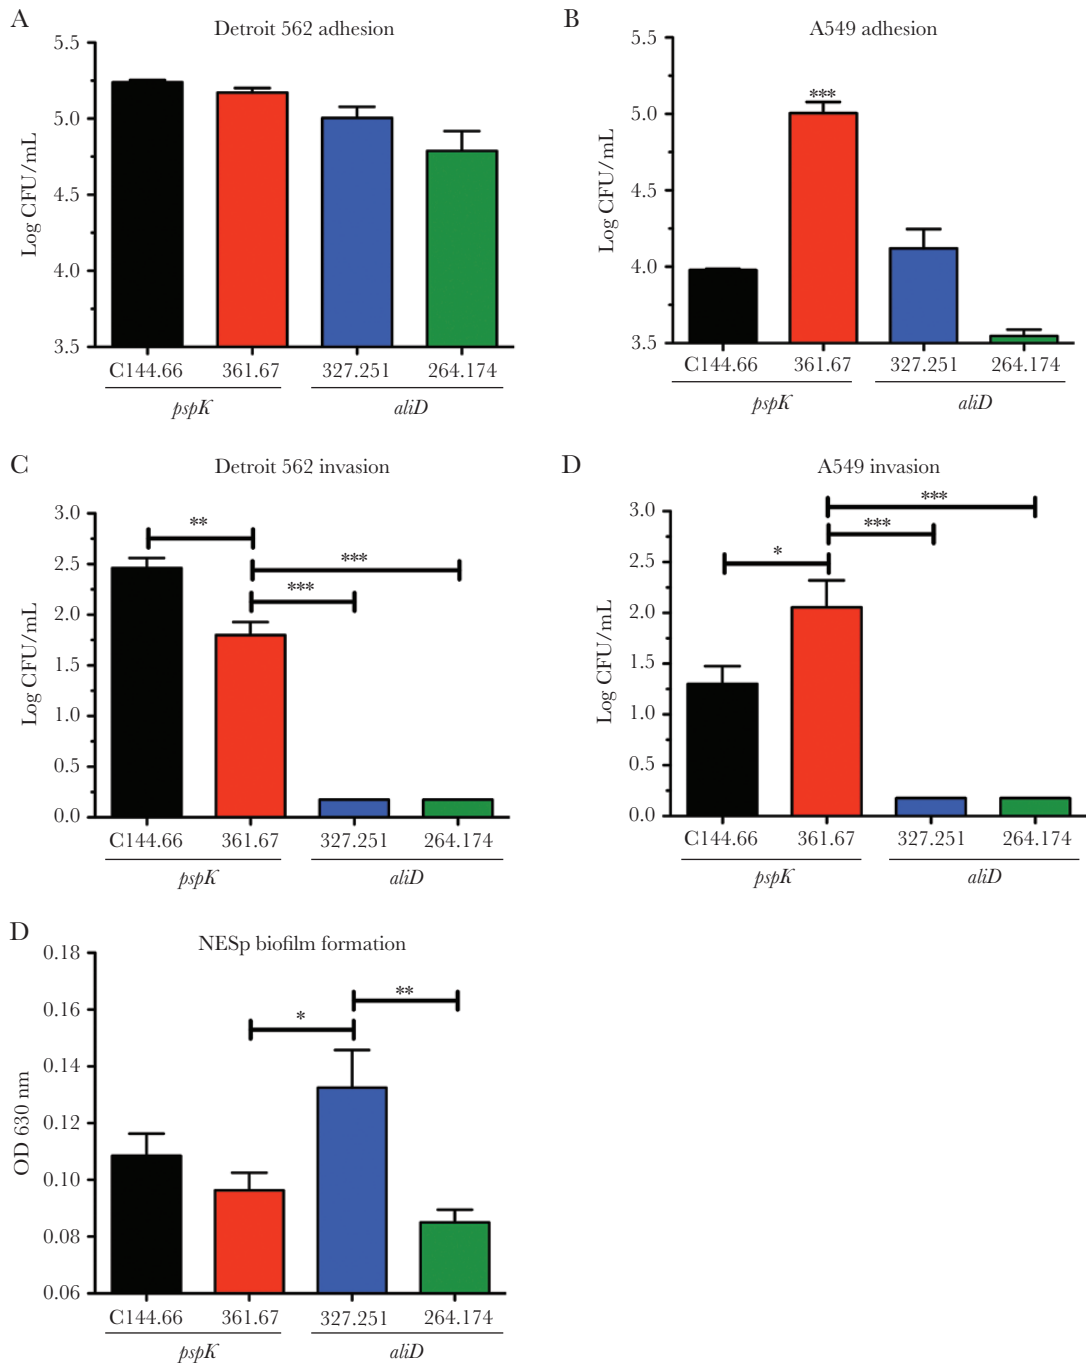 A
Detroit 562 adhesion
5.5
5.0
4.5
4.0
3.5
Log CFU/mL
C144.66 361.67 327.251 264.174
pspK aliD
B
A549 adhesion
5.5
5.0
4.5
4.0
3.5
Log CFU/mL
***
C144.66 361.67 327.251 264.174
pspK aliD
C
Detroit 562 invasion
3.0
2.5
2.0
1.5
1.0
0.5
0.0
Log CFU/mL
**
***
***
C144.66 361.67 327.251 264.174
pspK aliD
D
A549 invasion
3.0
2.5
2.0
1.5
1.0
0.5
0.0
Log CFU/mL
***
***
*
C144.66 361.67 327.251 264.174
pspK aliD
D
NESp biofilm formation
0.18
0.16
0.14
0.12
0.10
0.08
0.06
OD 630 nm
**
*
C144.66 361.67 327.251 264.174
pspK aliD